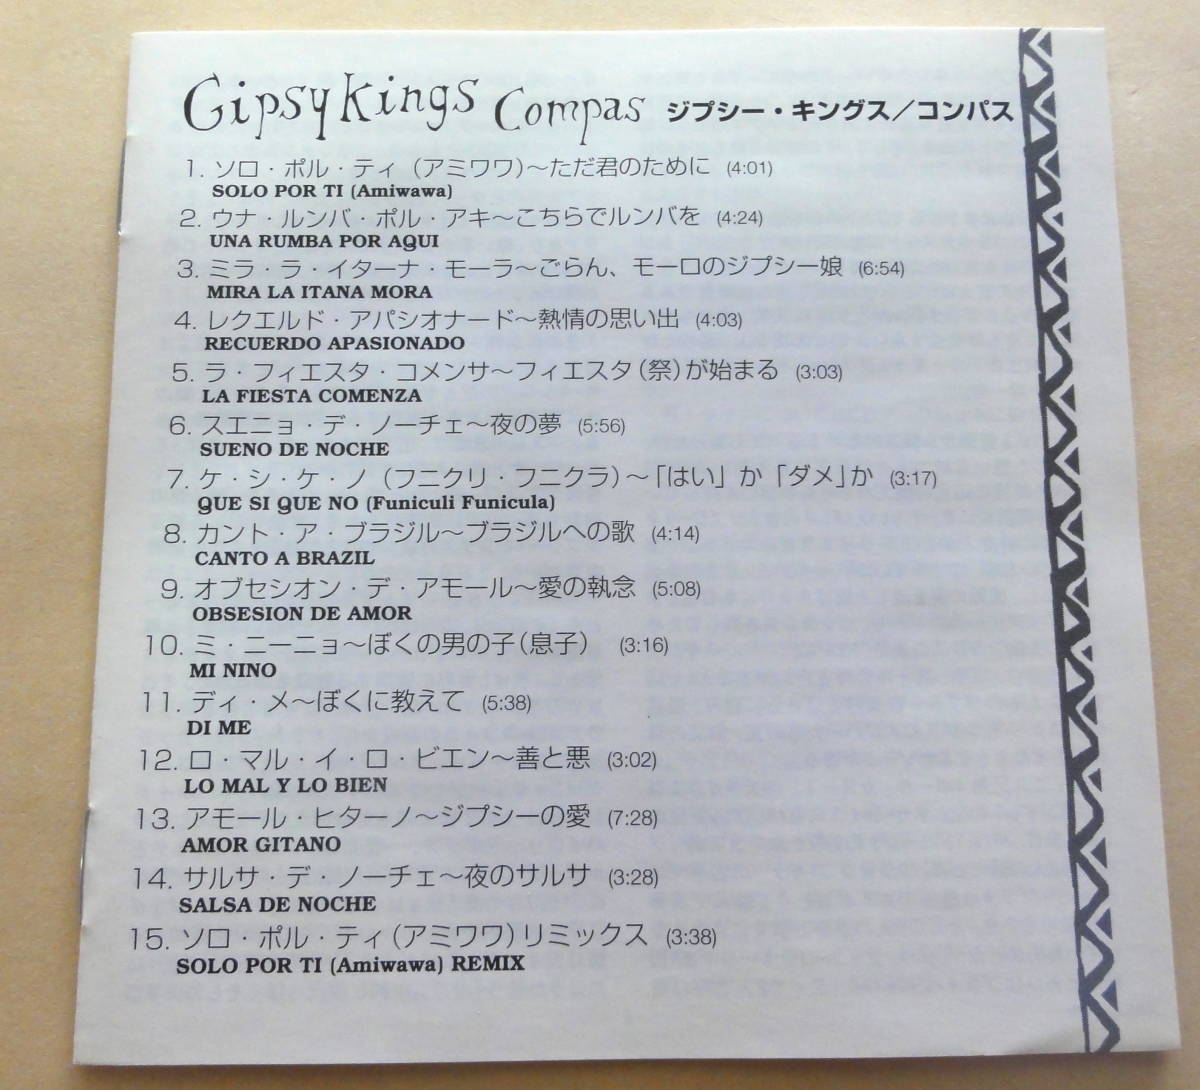 Gipsy Kings Compas ジプシー・キングス／コンパス
1. ソロ・ポル・ティ（アミワワ）～ただ君のために (4:01)
SOLO POR TI (Amiwawa)
2. ウナ・ルンバ・ポル・アキ～こちらでルンバを (4:24)
UNA RUMBA POR AQUI
3. ミラ・ラ・イターナ・モーラ～ごらん、モーロのジプシー娘 (6:54)
MIRA LA ITANA MORA
4. レクエルド・アパシオナード～熱情の思い出 (4:03)
RECUERDO APASIONADO
5. ラ・フィエスタ・コメンサ～フィエスタ（祭）が始まる (3:03)
LA FIESTA COMENZA
6. スエニョ・デ・ノーチェ～夜の夢 (5:56)
SUENO DE NOCHE
7. ケ・シ・ケ・ノ（フニクリ・フニクラ）～「はい」か「ダメ」か (3:17)
QUE SI QUE NO (Funiculi Funicula)
8. カント・ア・ブラジル～ブラジルへの歌 (4:14)
CANTO A BRAZIL
9. オブセシオン・デ・アモール～愛の執念 (5:08)
OBSESION DE AMOR
10. ミ・ニーニョ～ぼくの男の子（息子） (3:16)
MI NINO
11. ディ・メ～ぼくに教えて (5:38)
DI ME
12. ロ・マル・イ・ロ・ビエン～善と悪 (3:02)
LO MAL Y LO BIEN
13. アモール・ヒターノ～ジプシーの愛 (7:28)
AMOR GITANO
14. サルサ・デ・ノーチェ～夜のサルサ (3:28)
SALSA DE NOCHE
15. ソロ・ポル・ティ（アミワワ）リミックス (3:38)
SOLO POR TI (Amiwawa) REMIX